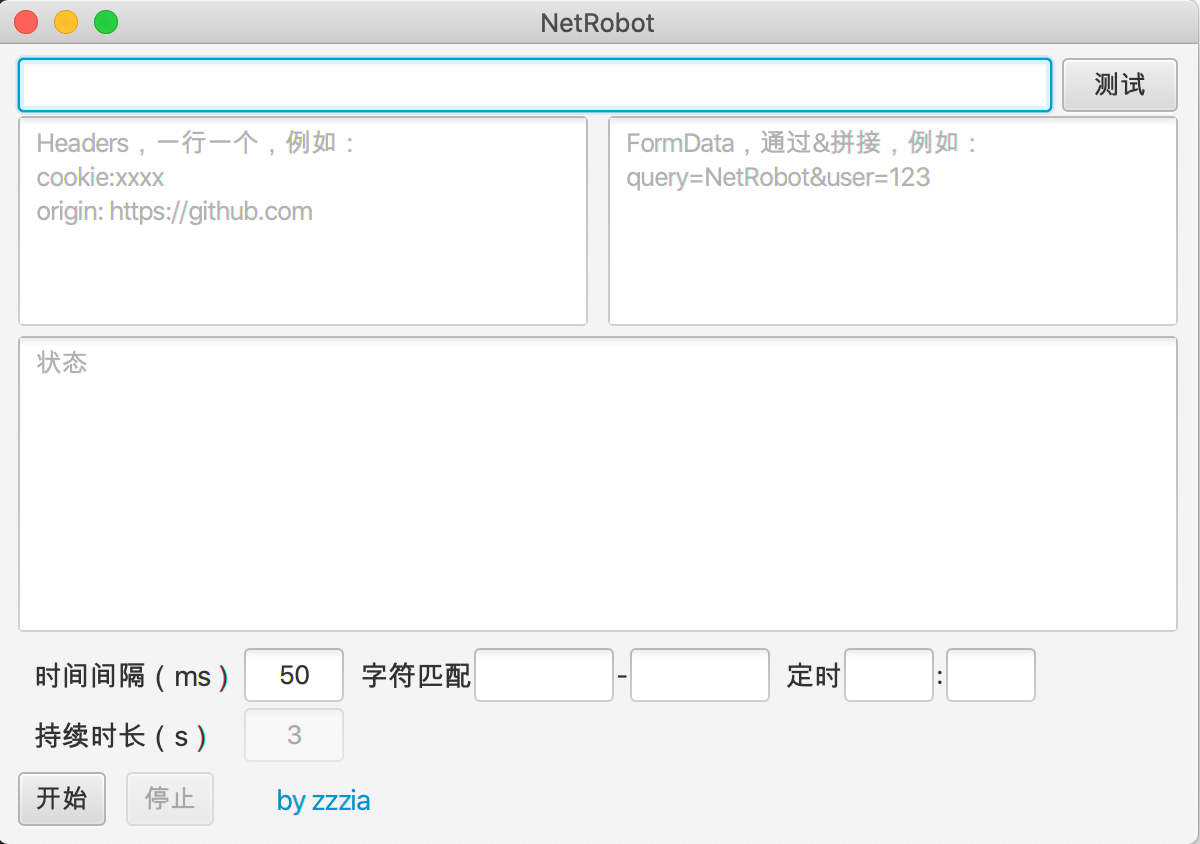 NetRobot
测试
Headers，一行一个，例如：
cookie:xxxx
origin: https://github.com
FormData，通过&拼接，例如：
query=NetRobot&user=123
状态
时间间隔（ms） 50 字符匹配 - 定时 :
持续时长（s） 3
开始 停止 by zzzia